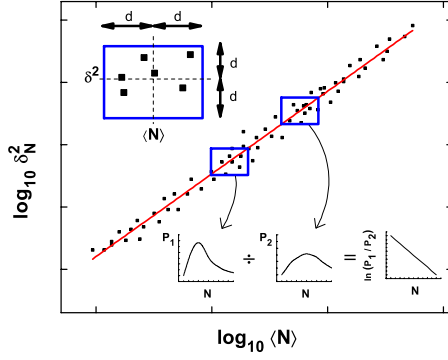 d d
δ² d
d
⟨N⟩
log₁₀ δ²_N
P₁ ÷ P₂ = ln (P₁ / P₂)
N N N
log₁₀ ⟨N⟩